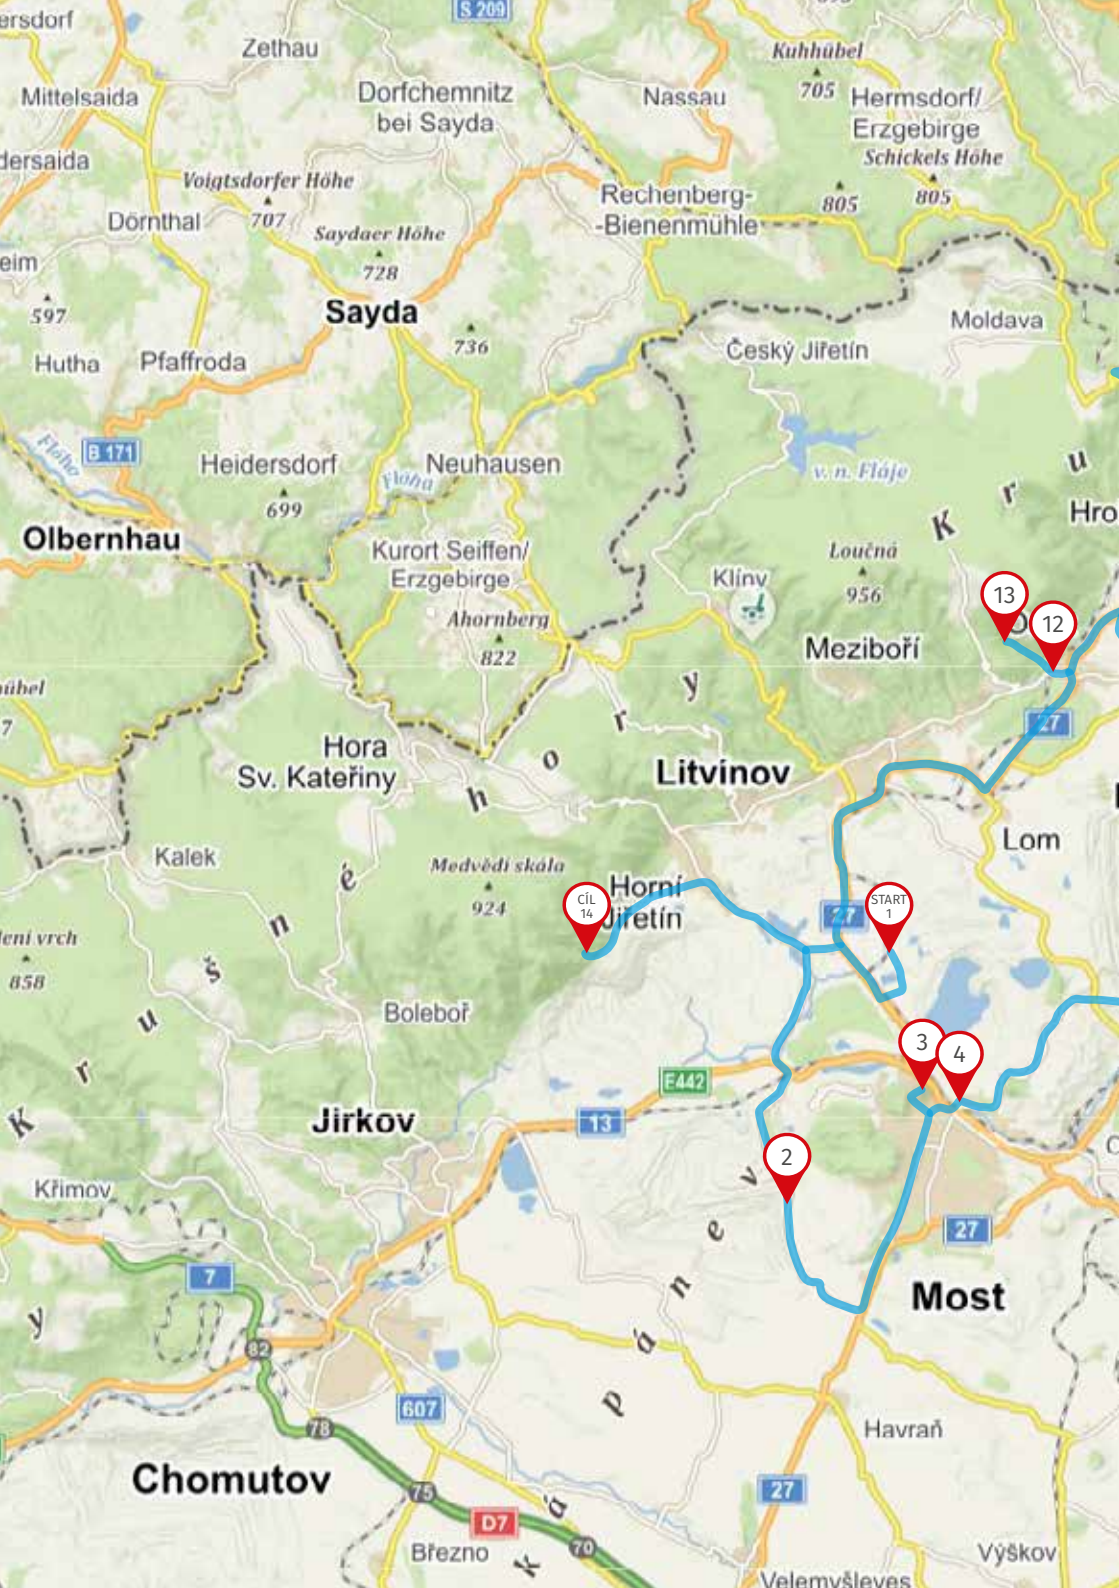 ersdorf
S 209
Zethau
Kuhhübel
705
Mittelsaida
Dorfchemnitz
bei Sayda
Nassau
Hermsdorf/
Erzgebirge
dersaida
Schickels Höhe
805
805
Voigtsdorfer Höhe
707
Rechenberg-
-Bienenmühle
Dörnthal
Saydaer Höhe
728
eim
597
Sayda
736
Moldava
Český Jiřetín
Hutha
Pfaffroda
Flöha
B 171
Heidersdorf
699
Flöha
Neuhausen
v. n. Fláje
Olbernhau
Kurort Seiffen/
Erzgebirge
Loučná
956
Hro
Klíny
13
12
Ahornberg
822
Meziboří
27
Hora
Sv. Kateřiny
Litvínov
Lom
Kalek
Medvědí skála
924
Horní
Jiřetín
CÍL
14
27
START
1
lení vrch
858
Boleboř
3
4
E442
13
Jirkov
2
Křimov
27
7
Most
82
607
78
Havraň
Chomutov
75
27
D7
70
Březno
Výškov
Velemyšleves
K r u š n é h o r y
K r u